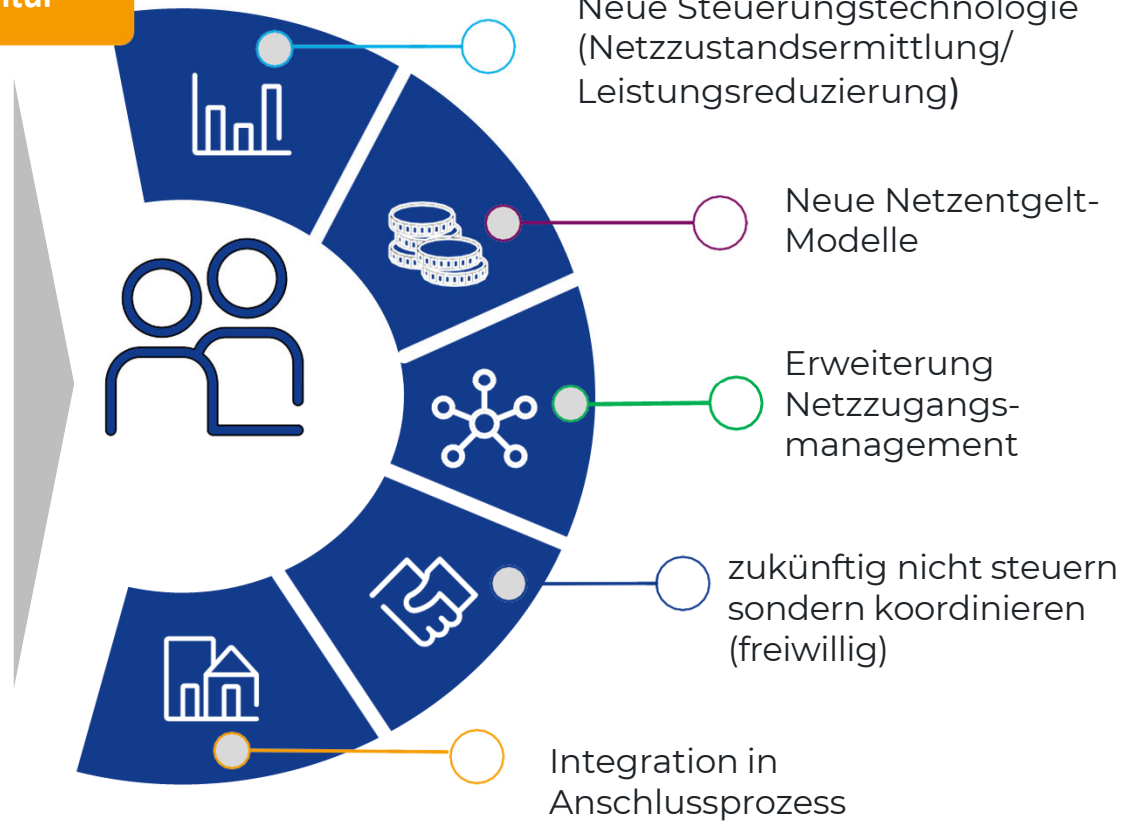 Neue Steuerungstechnologie
(Netzzustandsermittlung/
Leistungsreduzierung)
Neue Netzentgelt-
Modelle
Erweiterung
Netzzugangs-
management
zukünftig nicht steuern
sondern koordinieren
(freiwillig)
Integration in
Anschlussprozess